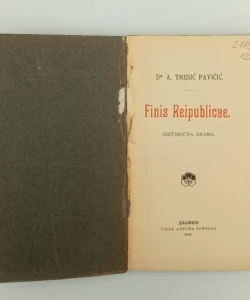 Dr A. TRESIĆ PAVIČIĆ.
Finis Reipublicae.
HISTORIČNA DRAMA.
ZAGREB